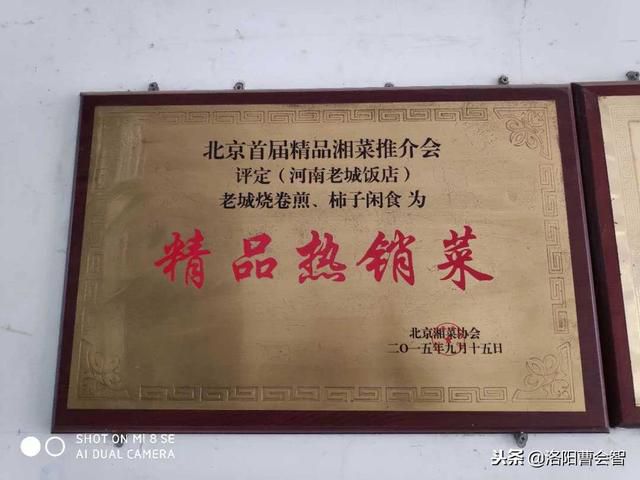 北京首届精品湘菜推介会
评定（河南老城饭店）
老城烧卷煎、柿子闲食 为
精品热销菜
北京湘菜协会
二〇一五年九月十五日
SHOT ON MI 8 SE
AI DUAL CAMERA
头条@洛阳曹会智